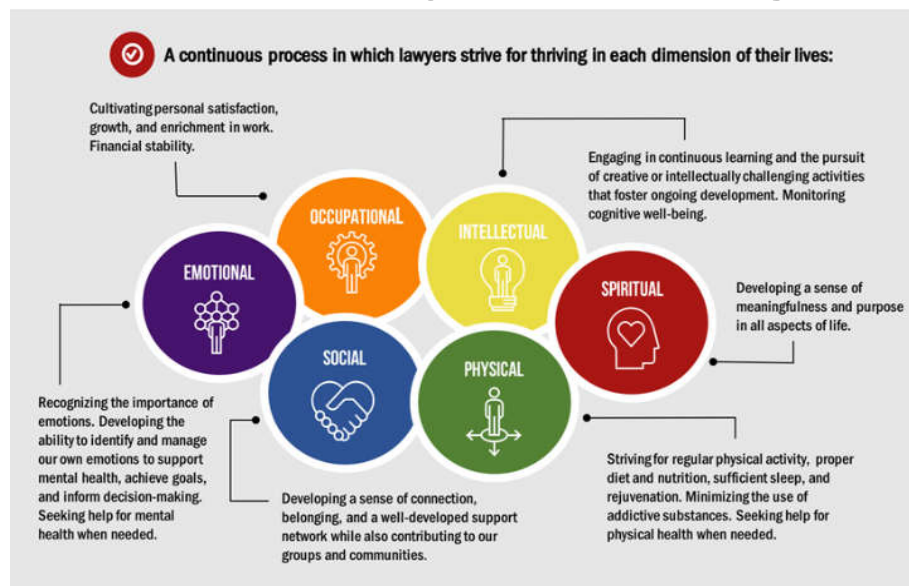 A continuous process in which lawyers strive for thriving in each dimension of their lives:
Cultivating personal satisfaction,
growth, and enrichment in work.
Financial stability.
Engaging in continuous learning and the pursuit
of creative or intellectually challenging activities
that foster ongoing development. Monitoring
cognitive well-being.
OCCUPATIONAL
INTELLECTUAL
EMOTIONAL
SPIRITUAL
Developing a sense of
meaningfulness and purpose
in all aspects of life.
SOCIAL
PHYSICAL
Recognizing the importance of
emotions. Developing the
ability to identify and manage
our own emotions to support
mental health, achieve goals,
and inform decision-making.
Seeking help for mental
health when needed.
Developing a sense of connection,
belonging, and a well-developed support
network while also contributing to our
groups and communities.
Striving for regular physical activity, proper
diet and nutrition, sufficient sleep, and
rejuvenation. Minimizing the use of
addictive substances. Seeking help for
physical health when needed.